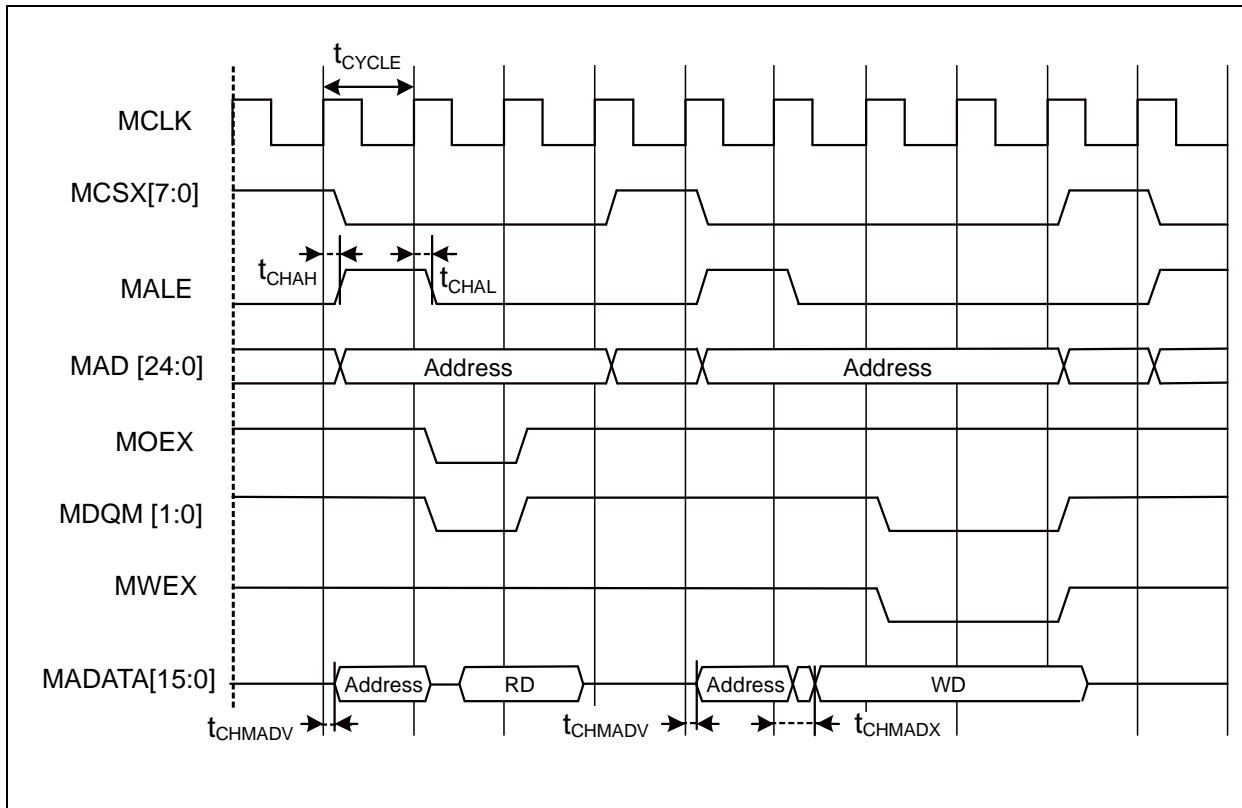 tCYCLE
MCLK
MCSX[7:0]
tCHAH
tCHAL
MALE
MAD [24:0]
Address
Address
MOEX
MDQM [1:0]
MWEX
MADATA[15:0]
Address
RD
Address
WD
tCHMADV
tCHMADV
tCHMADX